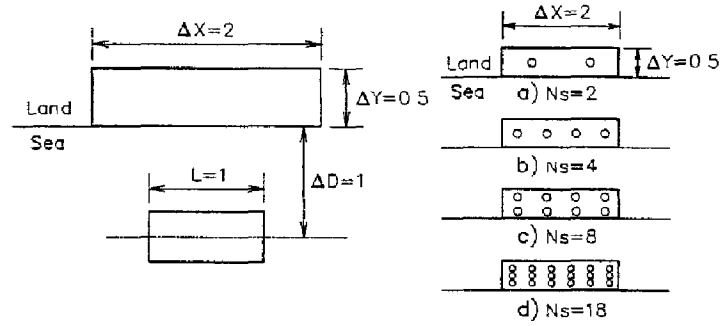 ΔX=2
Land
Sea
ΔY=0 5
L=1
ΔD=1
ΔX=2
Land
Sea
ΔY=0 5
a) Ns=2
b) Ns=4
c) Ns=8
d) Ns=18